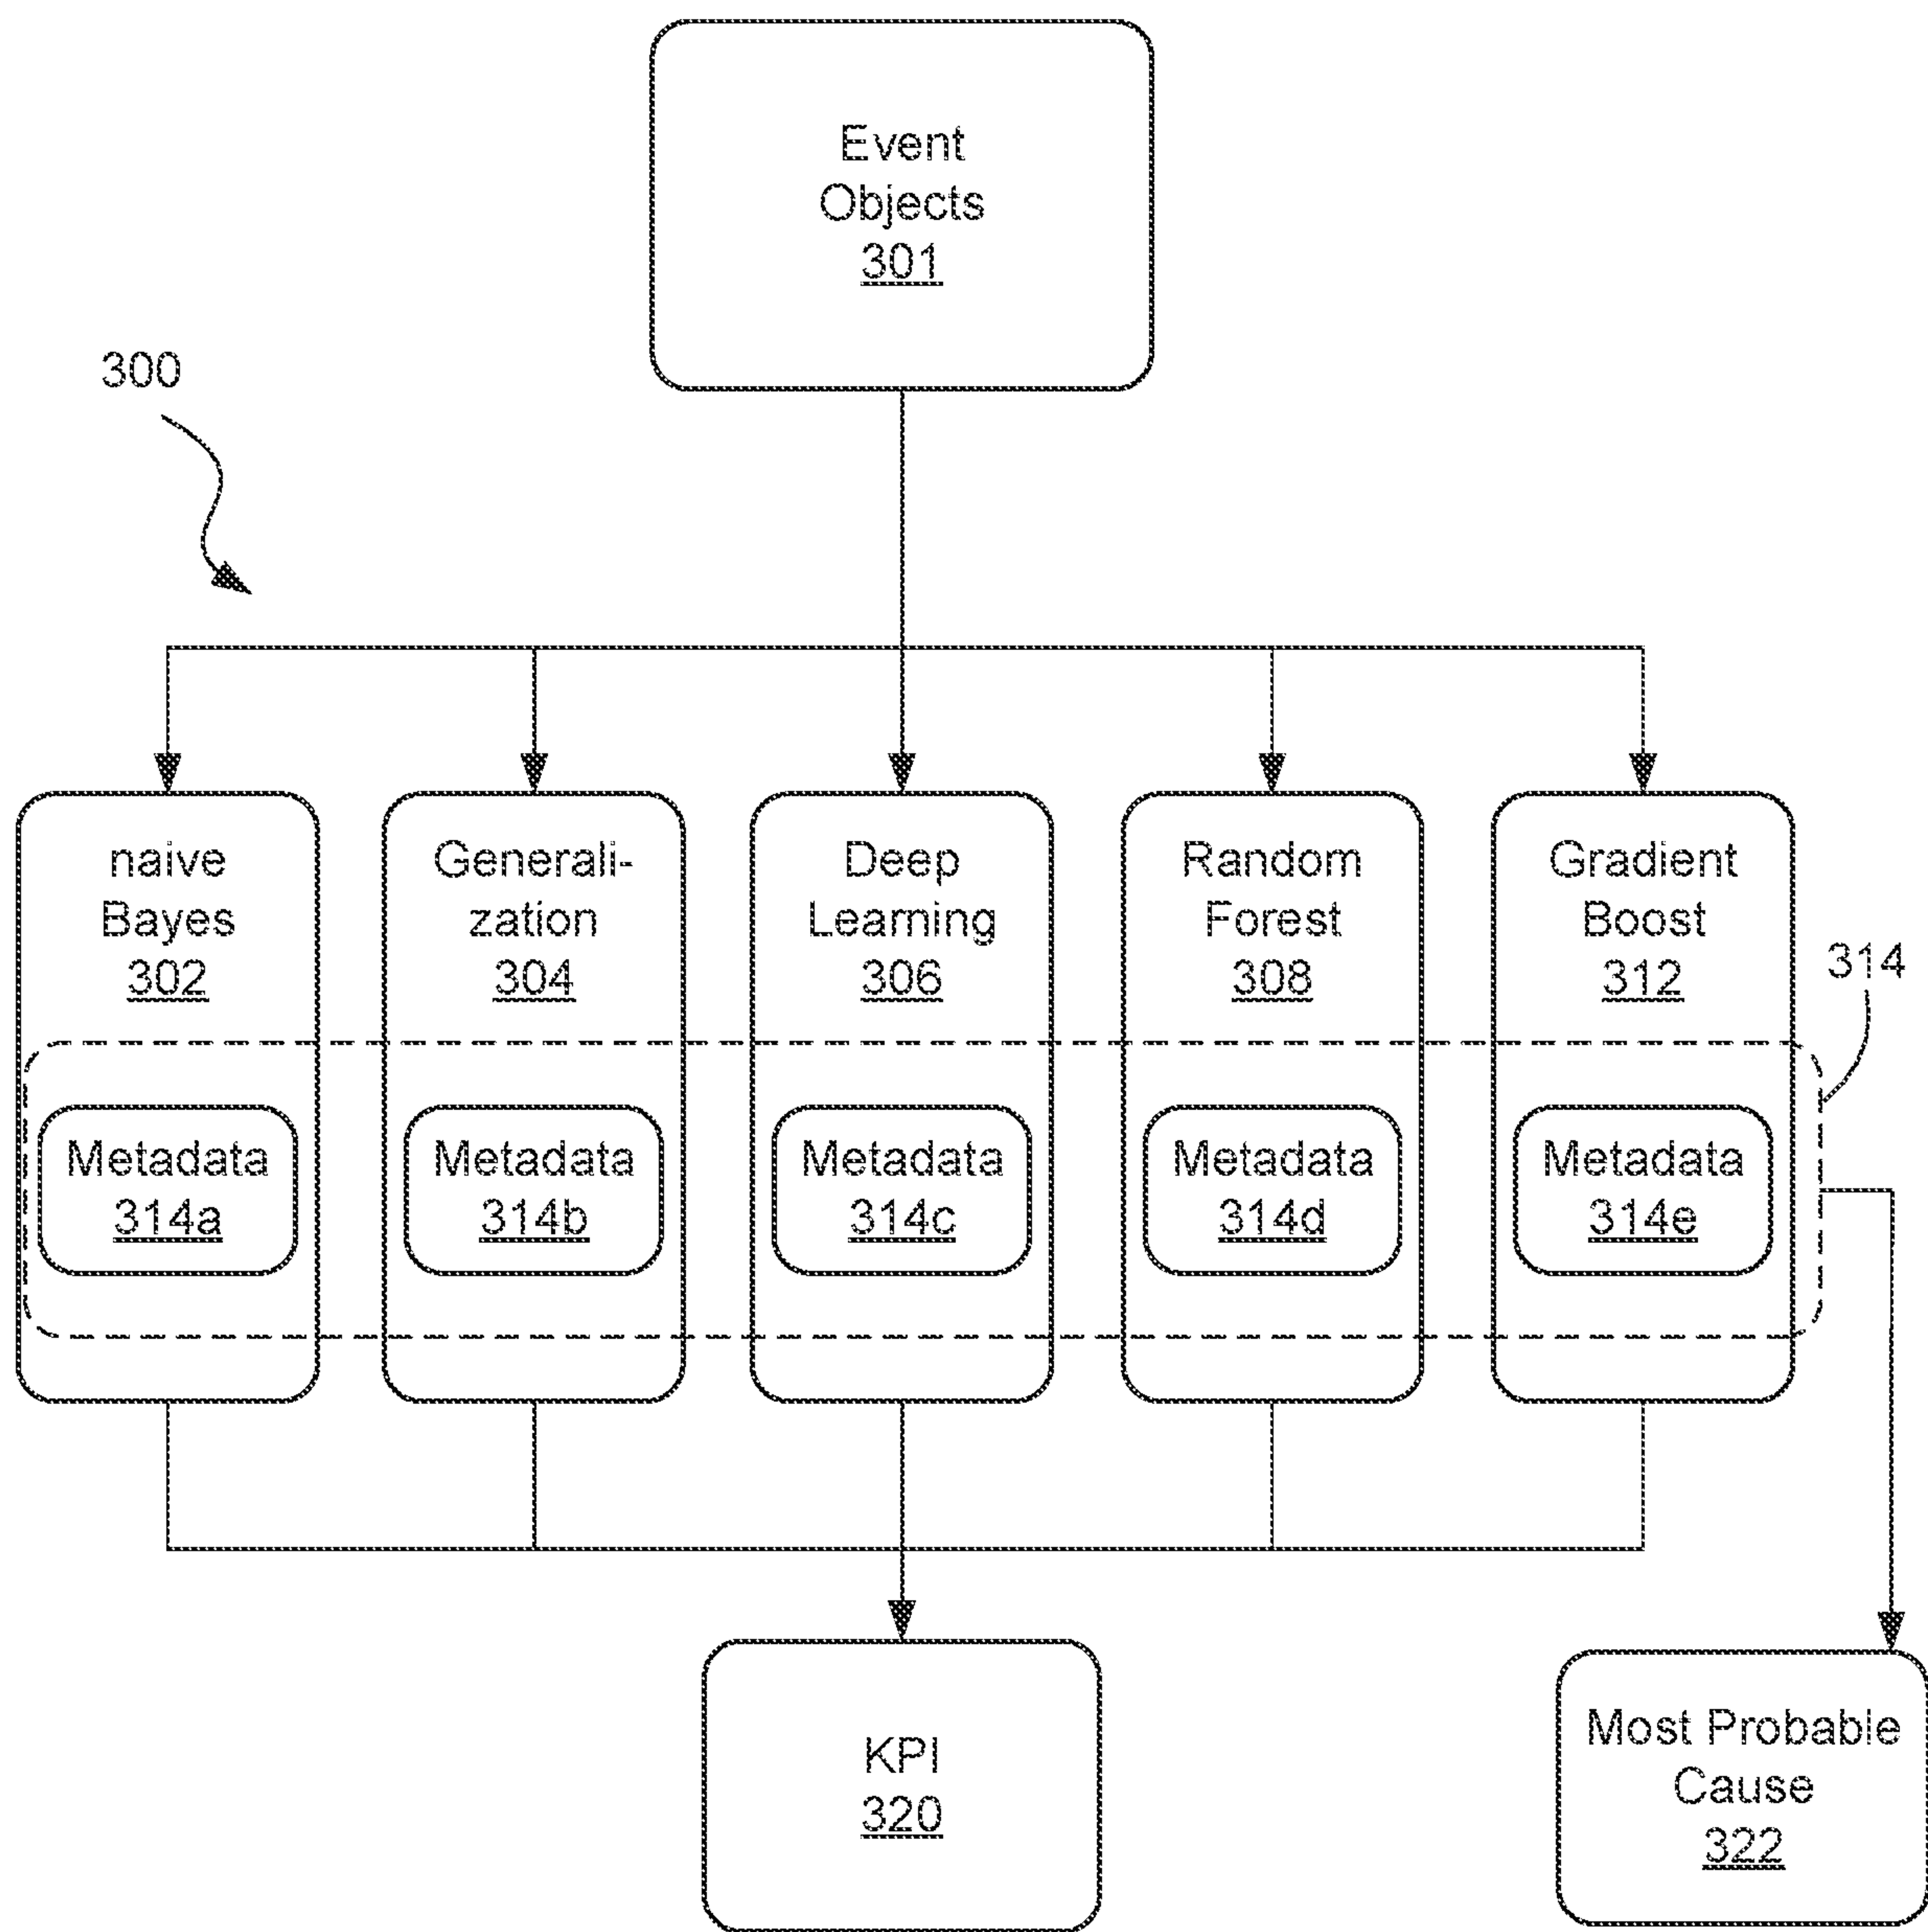 Event
Objects
301
300
naive
Bayes
302
Generali-
zation
304
Deep
Learning
306
Random
Forest
308
Gradient
Boost
312
314
Metadata
314a
Metadata
314b
Metadata
314c
Metadata
314d
Metadata
314e
KPI
320
Most Probable
Cause
322